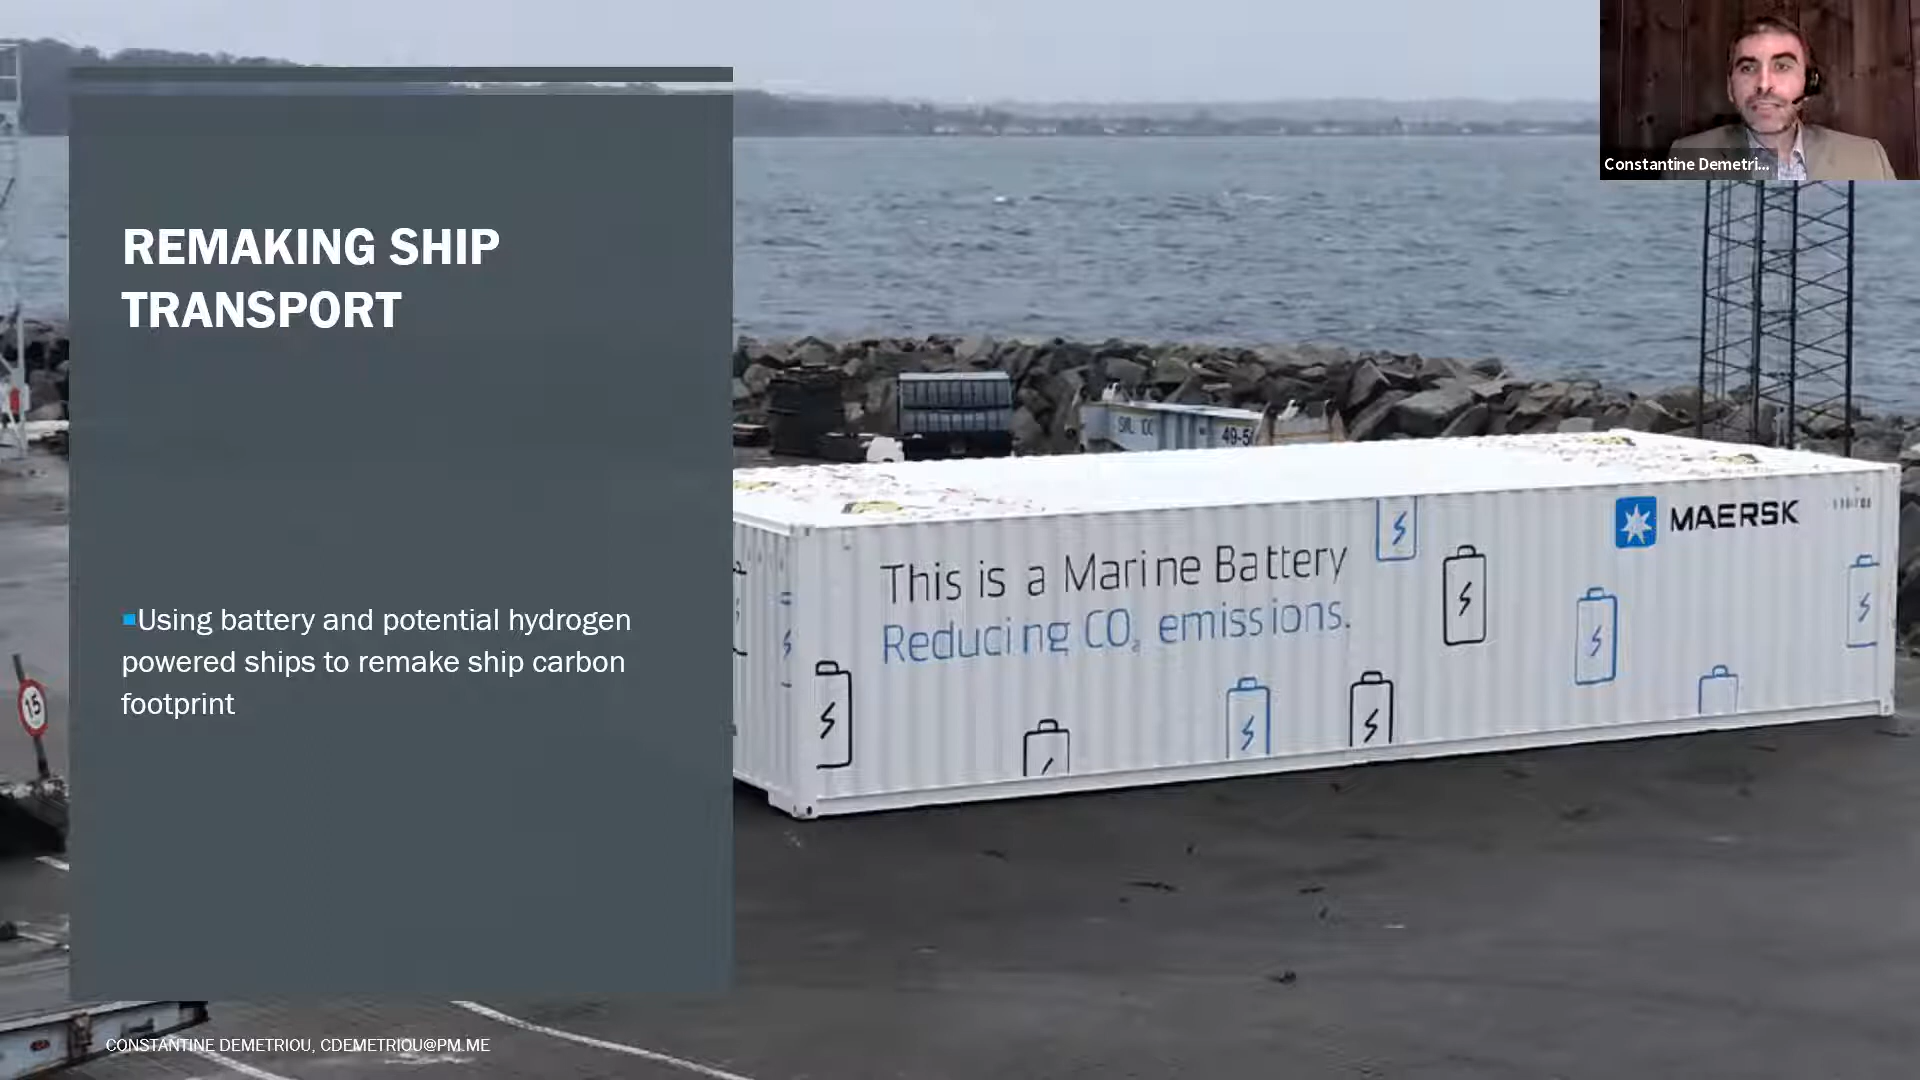 Constantine Demetri...
REMAKING SHIP
TRANSPORT
Using battery and potential hydrogen
powered ships to remake ship carbon
footprint
MAERSK
This is a Marine Battery
Reducing CO₂ emissions.
15
CONSTANTINE DEMETRIOU, CDEMETRIOU@PM.ME